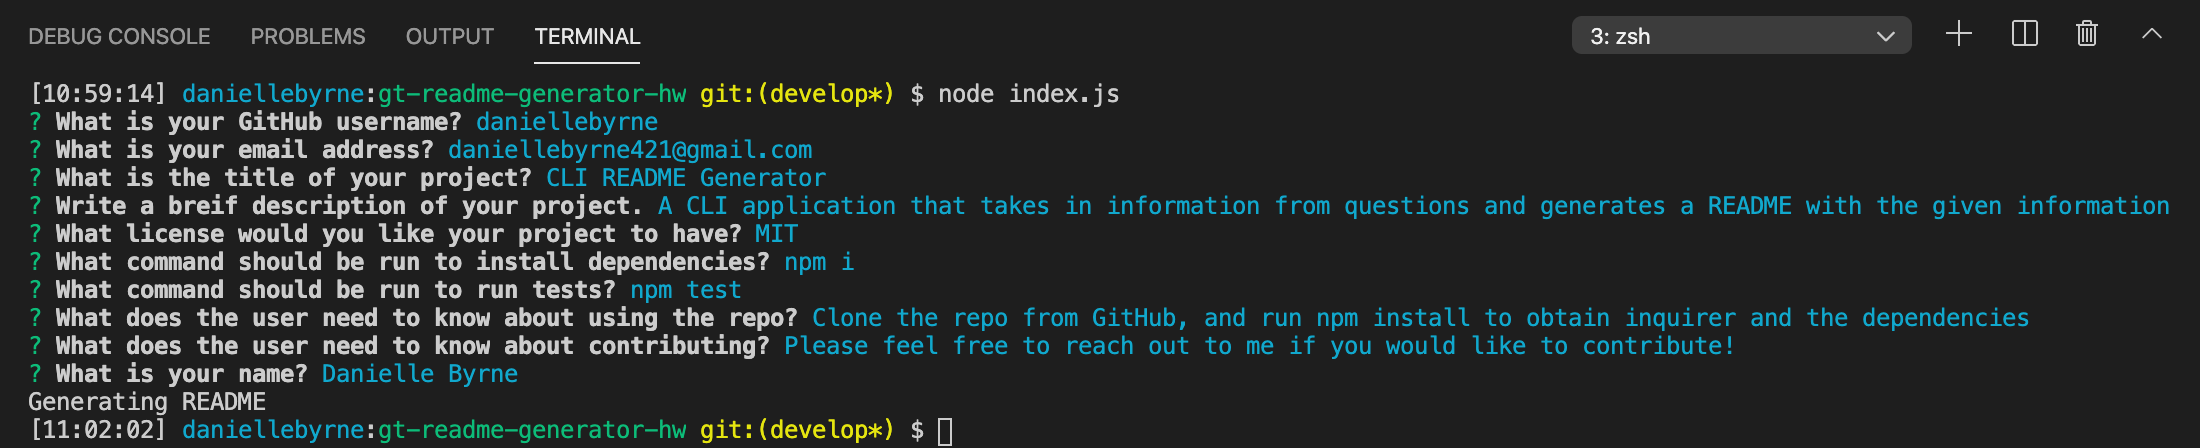 DEBUG CONSOLE PROBLEMS OUTPUT TERMINAL 3: zsh
[10:59:14] daniellebyrne:gt-readme-generator-hw git:(develop*) $ node index.js
? What is your GitHub username? daniellebyrne
? What is your email address? daniellebyrne421@gmail.com
? What is the title of your project? CLI README Generator
? Write a breif description of your project. A CLI application that takes in information from questions and generates a README with the given information
? What license would you like your project to have? MIT
? What command should be run to install dependencies? npm i
? What command should be run to run tests? npm test
? What does the user need to know about using the repo? Clone the repo from GitHub, and run npm install to obtain inquirer and the dependencies
? What does the user need to know about contributing? Please feel free to reach out to me if you would like to contribute!
? What is your name? Danielle Byrne
Generating README
[11:02:02] daniellebyrne:gt-readme-generator-hw git:(develop*) $